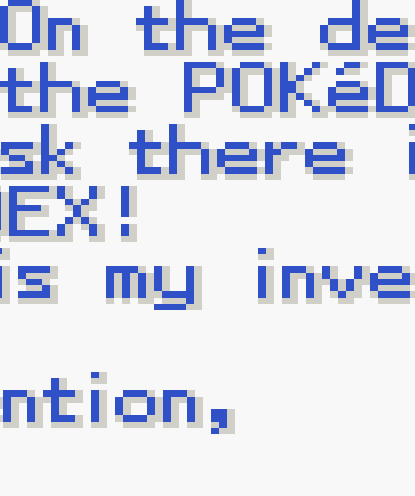 On the de
the POKéD
sk there i
EX!
is my inve
ntion,